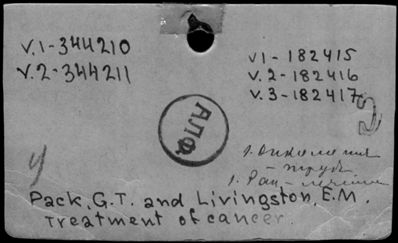 v.1-344210
v.2-344211
v1-182415
v.2-182416
v.3-182417
АЛФ
Pack, G.T. and Livingston, E.M.
Treatment of cancer.